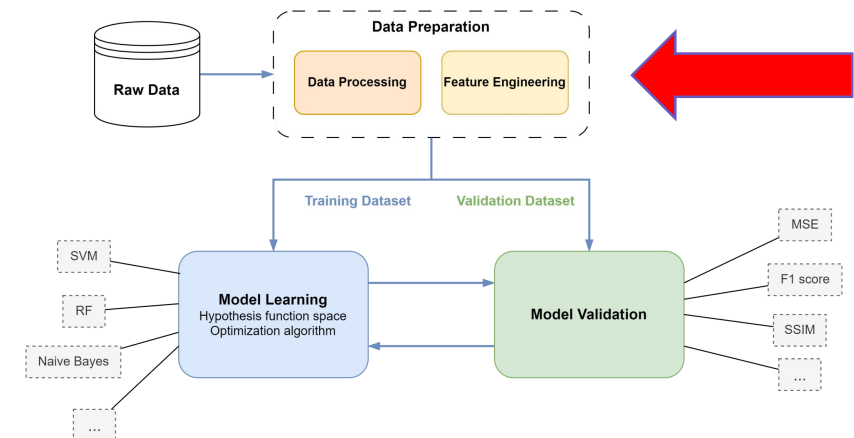 Data Preparation
Raw Data
Data Processing
Feature Engineering
Training Dataset
Validation Dataset
SVM
RF
Naive Bayes
...
Model Learning
Hypothesis function space
Optimization algorithm
Model Validation
MSE
F1 score
SSIM
...